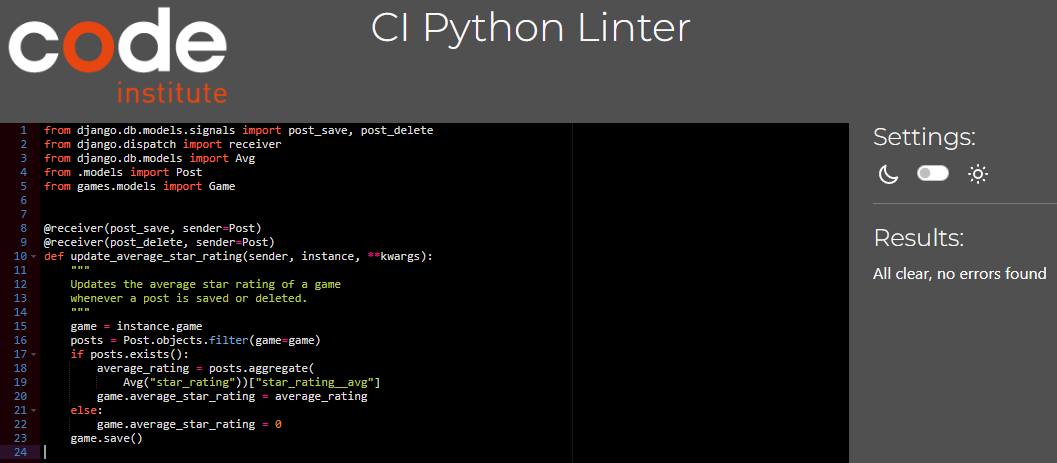 code
institute
CI Python Linter
1 from django.db.models.signals import post_save, post_delete
2 from django.dispatch import receiver
3 from django.db.models import Avg
4 from .models import Post
5 from games.models import Game
6
7
8 @receiver(post_save, sender=Post)
9 @receiver(post_delete, sender=Post)
10 def update_average_star_rating(sender, instance, **kwargs):
11     """
12     Updates the average star rating of a game
13     whenever a post is saved or deleted.
14     """
15     game = instance.game
16     posts = Post.objects.filter(game=game)
17     if posts.exists():
18         average_rating = posts.aggregate(
19             Avg("star_rating"))["star_rating__avg"]
20         game.average_star_rating = average_rating
21     else:
22         game.average_star_rating = 0
23     game.save()
24
Settings:
Results:
All clear, no errors found